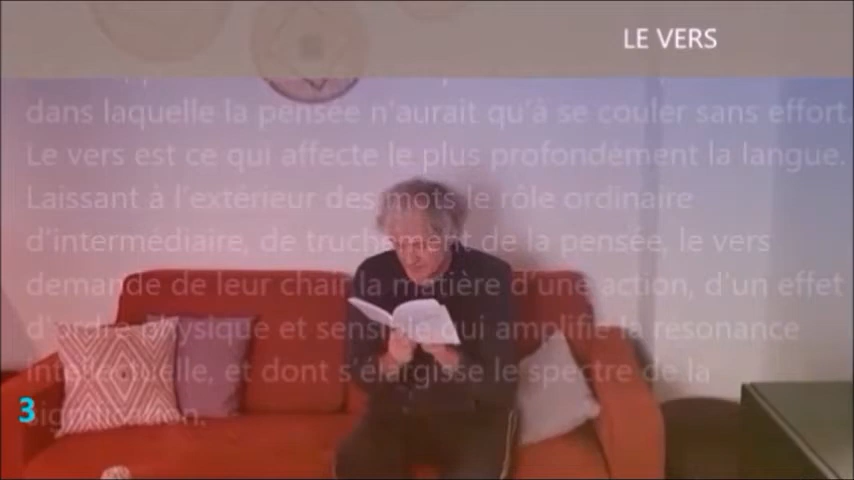 LE VERS
dans laquelle la pensée n'aurait qu'à se couler sans effort.
Le vers est ce qui affecte le plus profondément la langue.
Laissant à l'extérieur des mots le rôle ordinaire
d'intermédiaire, de truchement de la pensée, le vers
demande de leur chair la matière d'une action, d'un effet
d'ordre physique et sensible qui amplifie la resonance
intellectuelle, et dont s'élargisse le spectre de la
3
signification.